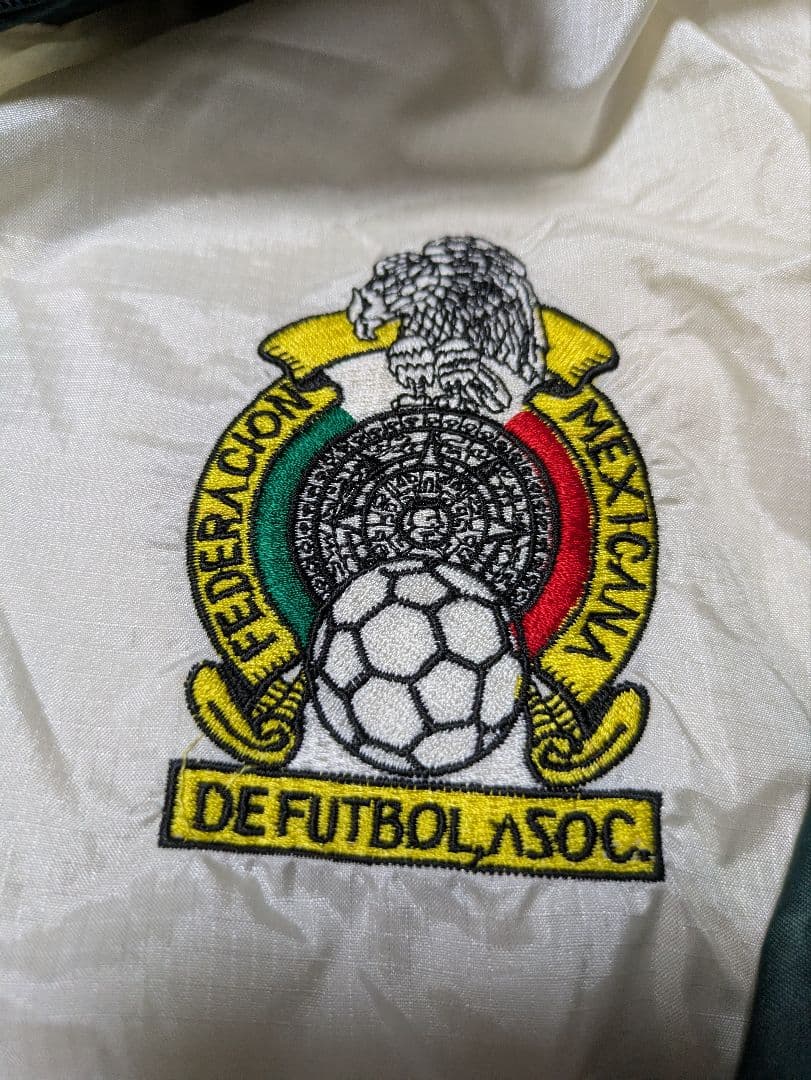 FEDERACION
MEXICANA
DE FUTBOL, ASOC.